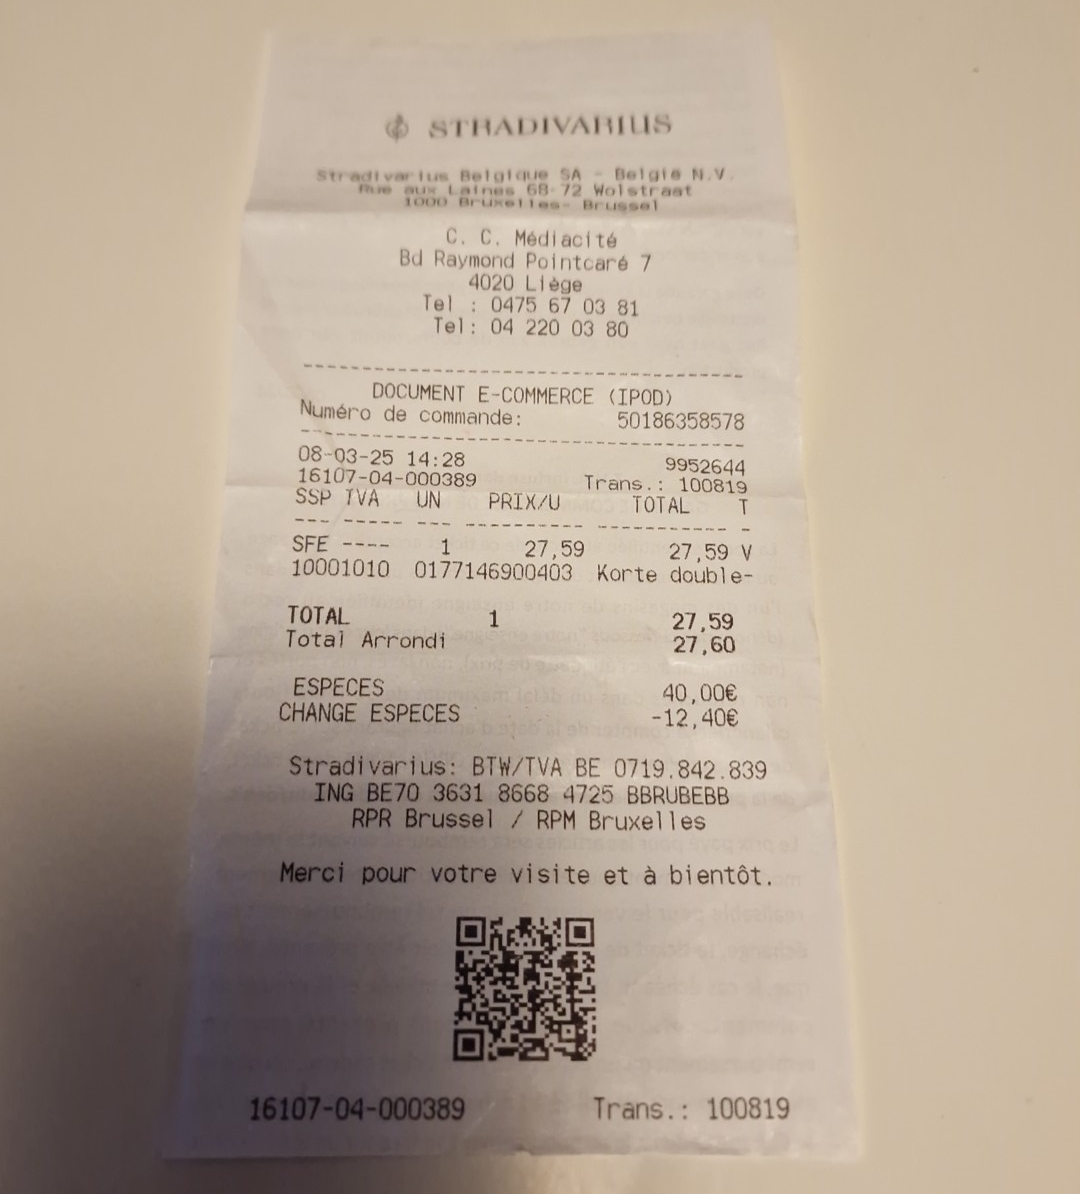 STRADIVARIUS
Stradivarius Belgique SA - Belgie N.V.
Rue aux Laines 68-72 Wolstraat
1000 Bruxelles- Brussel
C. C. Médiacité
Bd Raymond Pointcaré 7
4020 Liège
Tel : 0475 67 03 81
Tel: 04 220 03 80
DOCUMENT E-COMMERCE (IPOD)
Numéro de commande: 50186358578
08-03-25 14:28 9952644
16107-04-000389 Trans.: 100819
SSP TVA UN PRIX/U TOTAL T
SFE ---- 1 27,59 27,59 V
10001010 0177146900403 Korte double-
TOTAL 1 27,59
Total Arrondi 27,60
ESPECES 40,00€
CHANGE ESPECES -12,40€
Stradivarius: BTW/TVA BE 0719.842.839
ING BE70 3631 8668 4725 BBRUBEBB
RPR Brussel / RPM Bruxelles
Merci pour votre visite et à bientôt.
16107-04-000389 Trans.: 100819